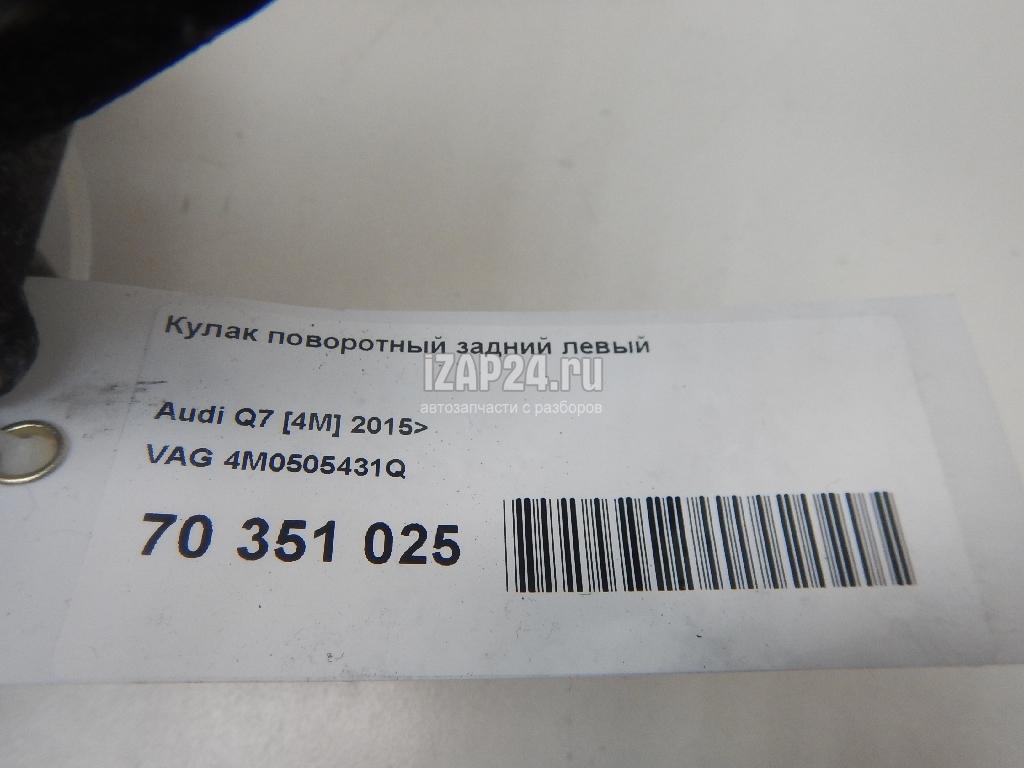 Кулак поворотный задний левый
iZAP24.ru
автозапчасти с разборов
Audi Q7 [4M] 2015>
VAG 4M0505431Q
70 351 025